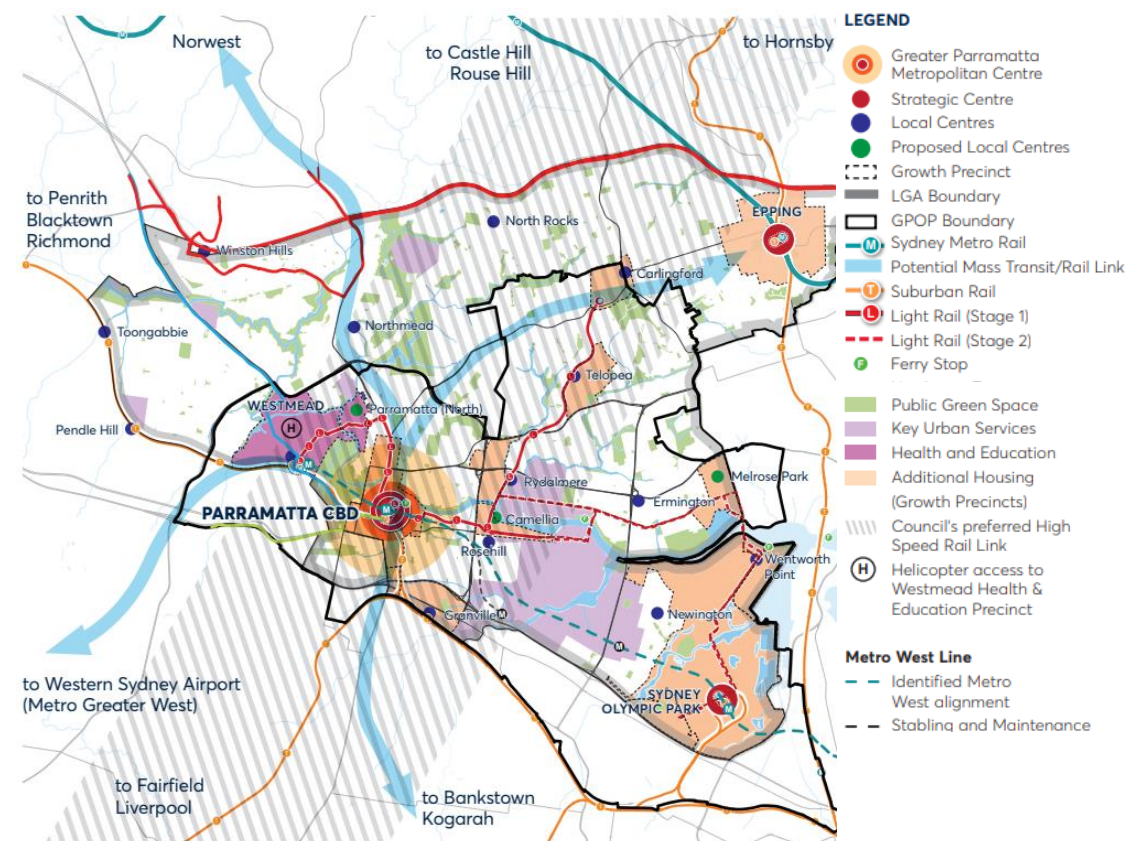 Norwest
to Castle Hill
Rouse Hill
to Hornsby
to Penrith
Blacktown
Richmond
EPPING
North Rocks
Winston Hills
Carlingford
Toongabbie
Northmead
Telopea
WESTMEAD
H
Parramatta (North)
Pendle Hill
Rydalmere
Melrose Park
Ermington
PARRAMATTA CBD
M
Camellia
Rosehill
Wentworth
Point
Granville
M
Newington
M
SYDNEY
OLYMPIC PARK
M
to Western Sydney Airport
(Metro Greater West)
to Fairfield
Liverpool
to Bankstown
Kogarah
LEGEND
Greater Parramatta
Metropolitan Centre
Strategic Centre
Local Centres
Proposed Local Centres
Growth Precinct
LGA Boundary
GPOP Boundary
M Sydney Metro Rail
Potential Mass Transit/Rail Link
T Suburban Rail
L Light Rail (Stage 1)
Light Rail (Stage 2)
F Ferry Stop
Public Green Space
Key Urban Services
Health and Education
Additional Housing
(Growth Precincts)
Council's preferred High
Speed Rail Link
H Helicopter access to
Westmead Health &
Education Precinct
Metro West Line
Identified Metro
West alignment
Stabling and Maintenance